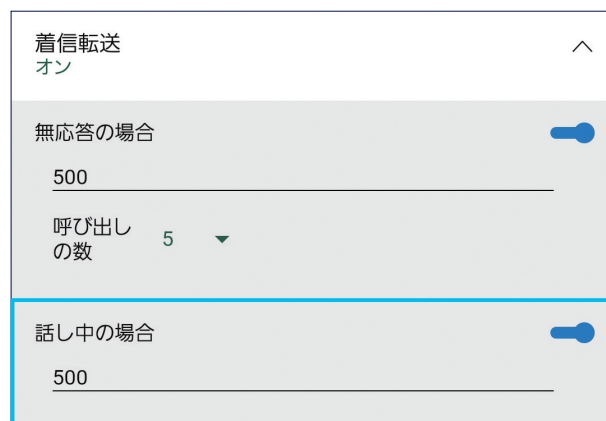 着信転送
オン
無応答の場合
500
呼び出し
の数
5
話し中の場合
500